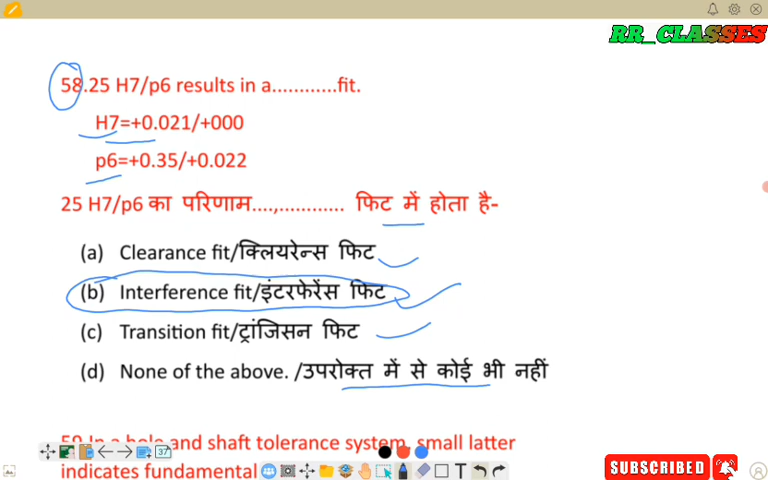 RR_CLASSES
58.25 H7/p6 results in a............fit.
H7=+0.021/+000
p6=+0.35/+0.022
25 H7/p6 का परिणाम....,............ फिट में होता है-
(a) Clearance fit/क्लियरेन्स फिट
(b) Interference fit/इंटरफेरेंस फिट
(c) Transition fit/ट्रांजिसन फिट
(d) None of the above. /उपरोक्त में से कोई भी नहीं
59 In a hole and shaft tolerance system, small latter
indicates fundamental
37
T
SUBSCRIBED